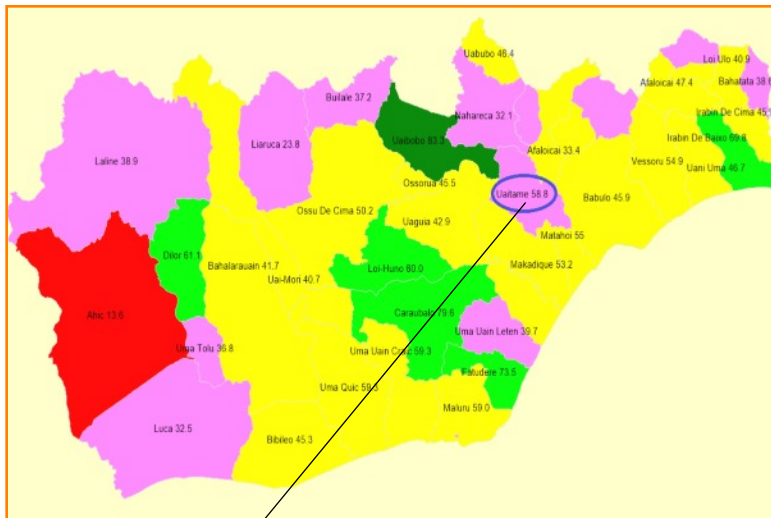 Uabubo 46.4
Loi Ulo 40.9
Afaloicai 47.4
Bahatata 38.6
Builale 37.2
Nahareca 32.1
Irabin De Cima 45.
Liaruca 23.8
Uaibobo 83.3
Irabin De Baixo 69.8
Afaloicai 33.4
Laline 38.9
Vessoru 54.9
Uani Uma 46.7
Ossorua 45.5
Uaitame 58.8
Babulo 45.9
Ossu De Cima 50.2
Uaguia 42.9
Matahoi 55
Dilor 61.1
Bahalarauain 41.7
Uai-Mori 40.7
Loi-Huno 60.0
Makadique 53.2
Ahic 13.6
Caraubalo 79.6
Uma Uain Leten 39.7
Uma Tolu 36.8
Uma Uain Craic 59.3
Fatudere 73.5
Uma Quic 59.3
Maluru 59.0
Luca 32.5
Bibileo 45.3